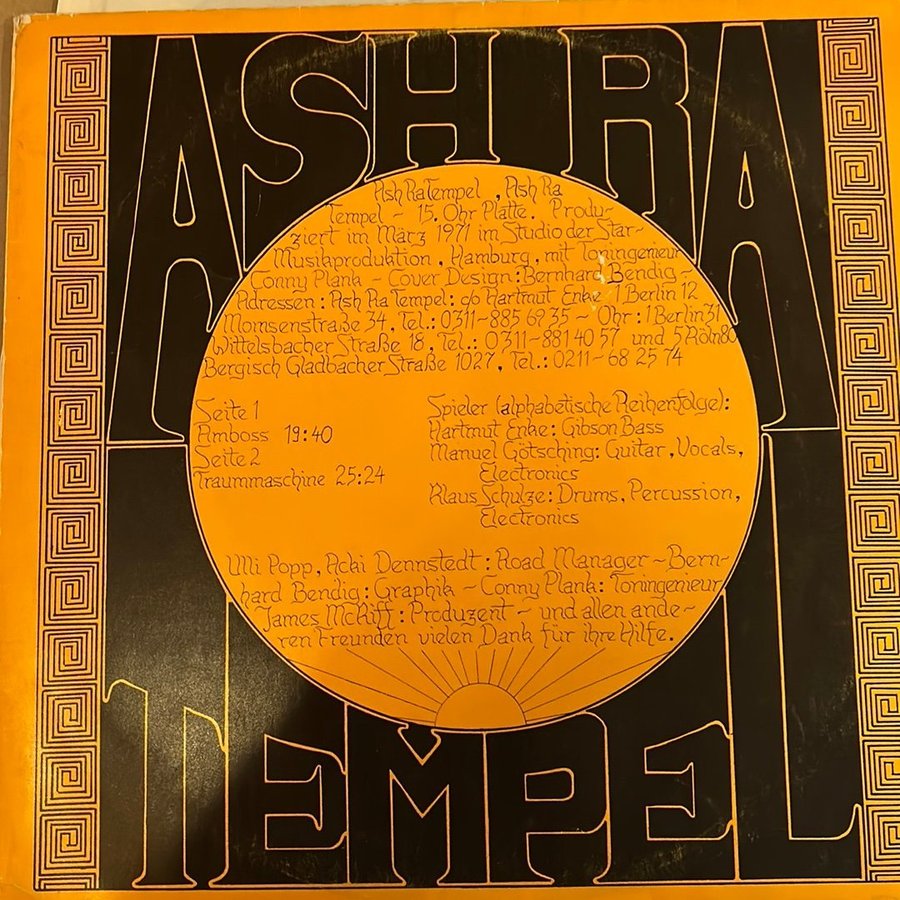 ASH RA
Ash Ra Tempel, Ash Ra
Tempel ~ 15. Ohr Platte. Produ-
ziert im März 1971 im Studio der Star-
Musikproduktion, Hamburg, mit Toningenieur
Conny Plank ~ Cover Design: Bernhard Bendig ~
Adressen: Ash Ra Tempel: c/o Hartmut Enke 1 Berlin 12
Momsenstraße 34, Tel.: 0311~885 69 35 ~ Ohr: 1 Berlin 31
Wittelsbacher Straße 18, Tel.: 0311~881 40 57 und 5 Köln 80
Bergisch Gladbacher Straße 1027, Tel.: 0211~68 25 74
Seite 1
Amboss 19:40
Seite 2
Traummaschine 25:24
Spieler (alphabetische Reihenfolge):
Hartmut Enke: Gibson Bass
Manuel Götsching: Guitar, Vocals,
Electronics
Klaus Schulze: Drums, Percussion,
Electronics
Ulli Popp, Acki Dennstedt: Road Manager ~ Bern-
hard Bendig: Graphik ~ Conny Plank: Toningenieur
James McRiff: Produzent ~ und allen ande-
ren Freunden vielen Dank für ihre Hilfe.
TEMPEL